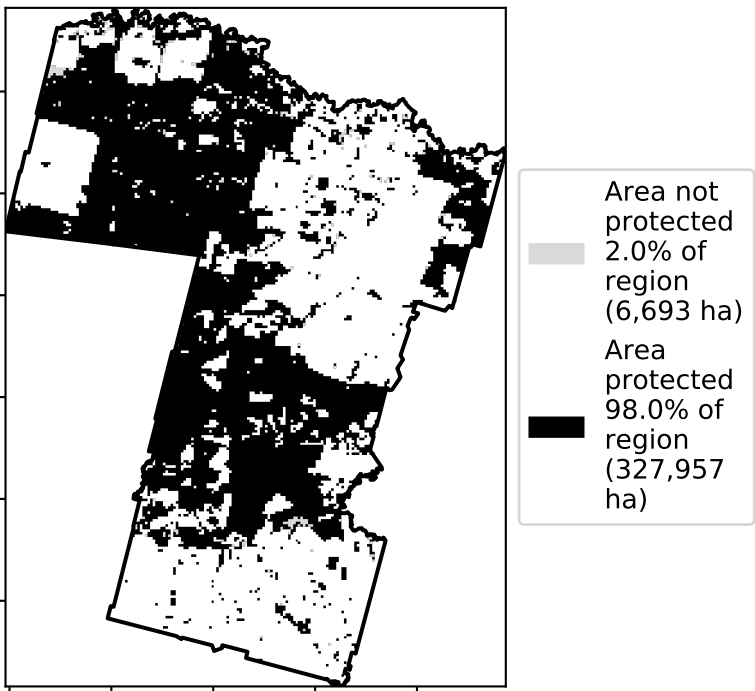 Area not
protected
2.0% of
region
(6,693 ha)
Area
protected
98.0% of
region
(327,957
ha)